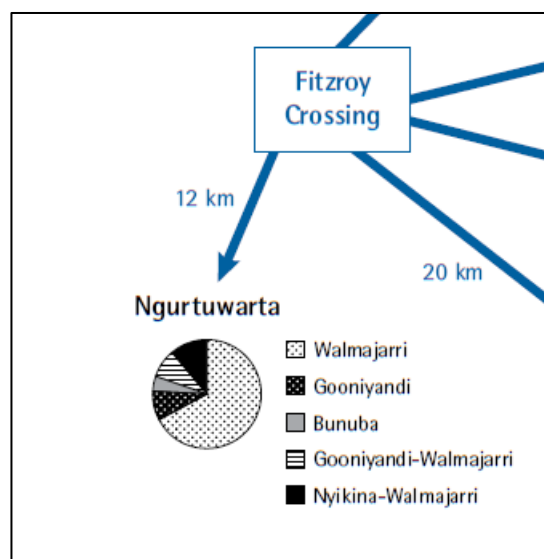 Fitzroy
Crossing
12 km
20 km
Ngurtuwarta
Walmajarri
Gooniyandi
Bunuba
Gooniyandi-Walmajarri
Nyikina-Walmajarri